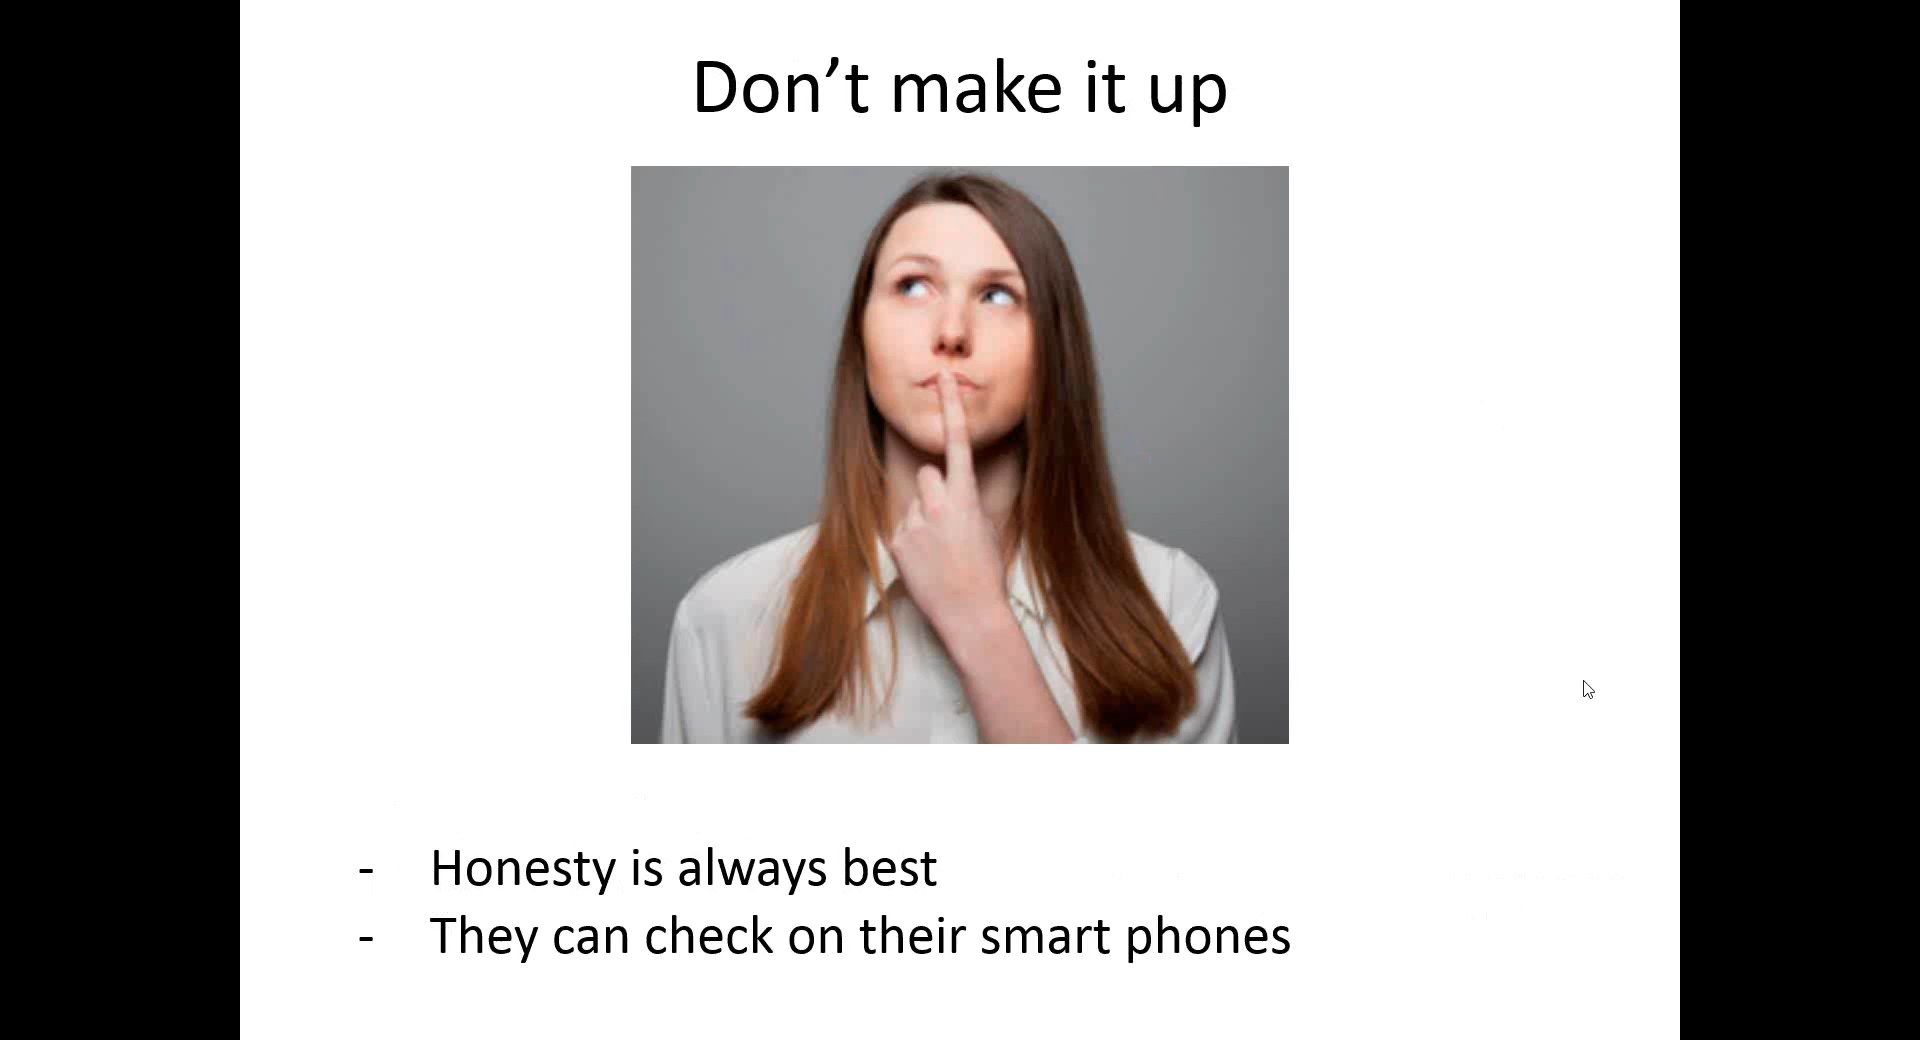 Don’t make it up
- Honesty is always best
- They can check on their smart phones